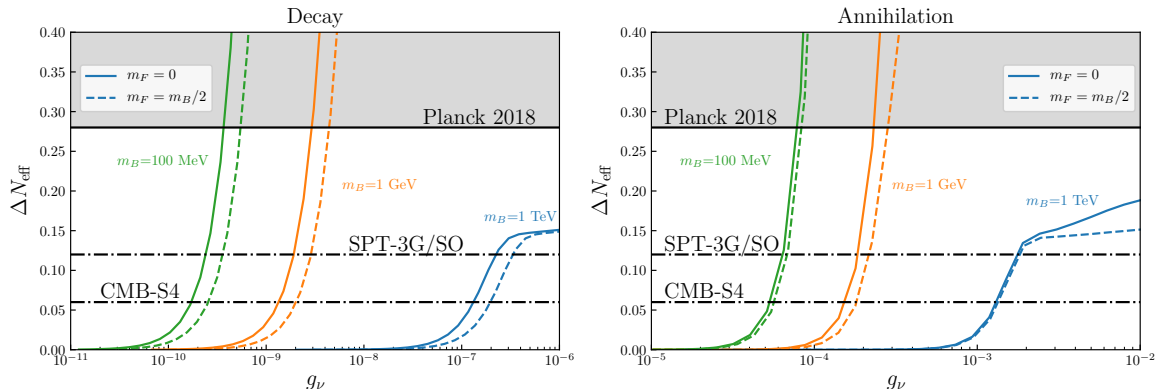 Decay
ΔN_eff
0.40
0.35
0.30
0.25
0.20
0.15
0.10
0.05
0.00
m_F = 0
m_F = m_B/2
Planck 2018
m_B=100 MeV
m_B=1 GeV
m_B=1 TeV
SPT-3G/SO
CMB-S4
10^−11
10^−10
10^−9
10^−8
10^−7
10^−6
g_ν
Annihilation
ΔN_eff
0.40
0.35
0.30
0.25
0.20
0.15
0.10
0.05
0.00
m_F = 0
m_F = m_B/2
Planck 2018
m_B=100 MeV
m_B=1 GeV
m_B=1 TeV
SPT-3G/SO
CMB-S4
10^−5
10^−4
10^−3
10^−2
g_ν